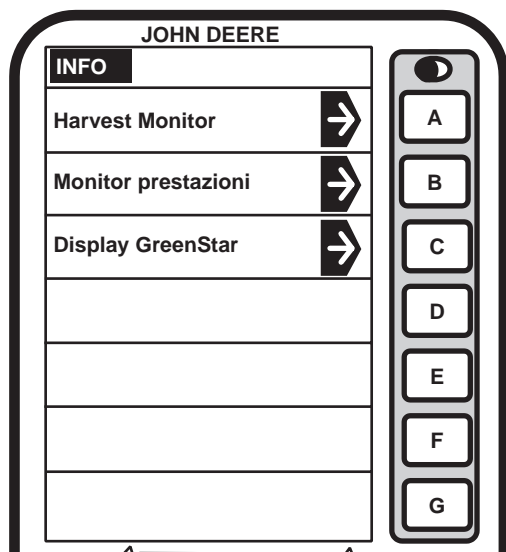 JOHN DEERE
INFO
Harvest Monitor
A
Monitor prestazioni
B
Display GreenStar
C
D
E
F
G